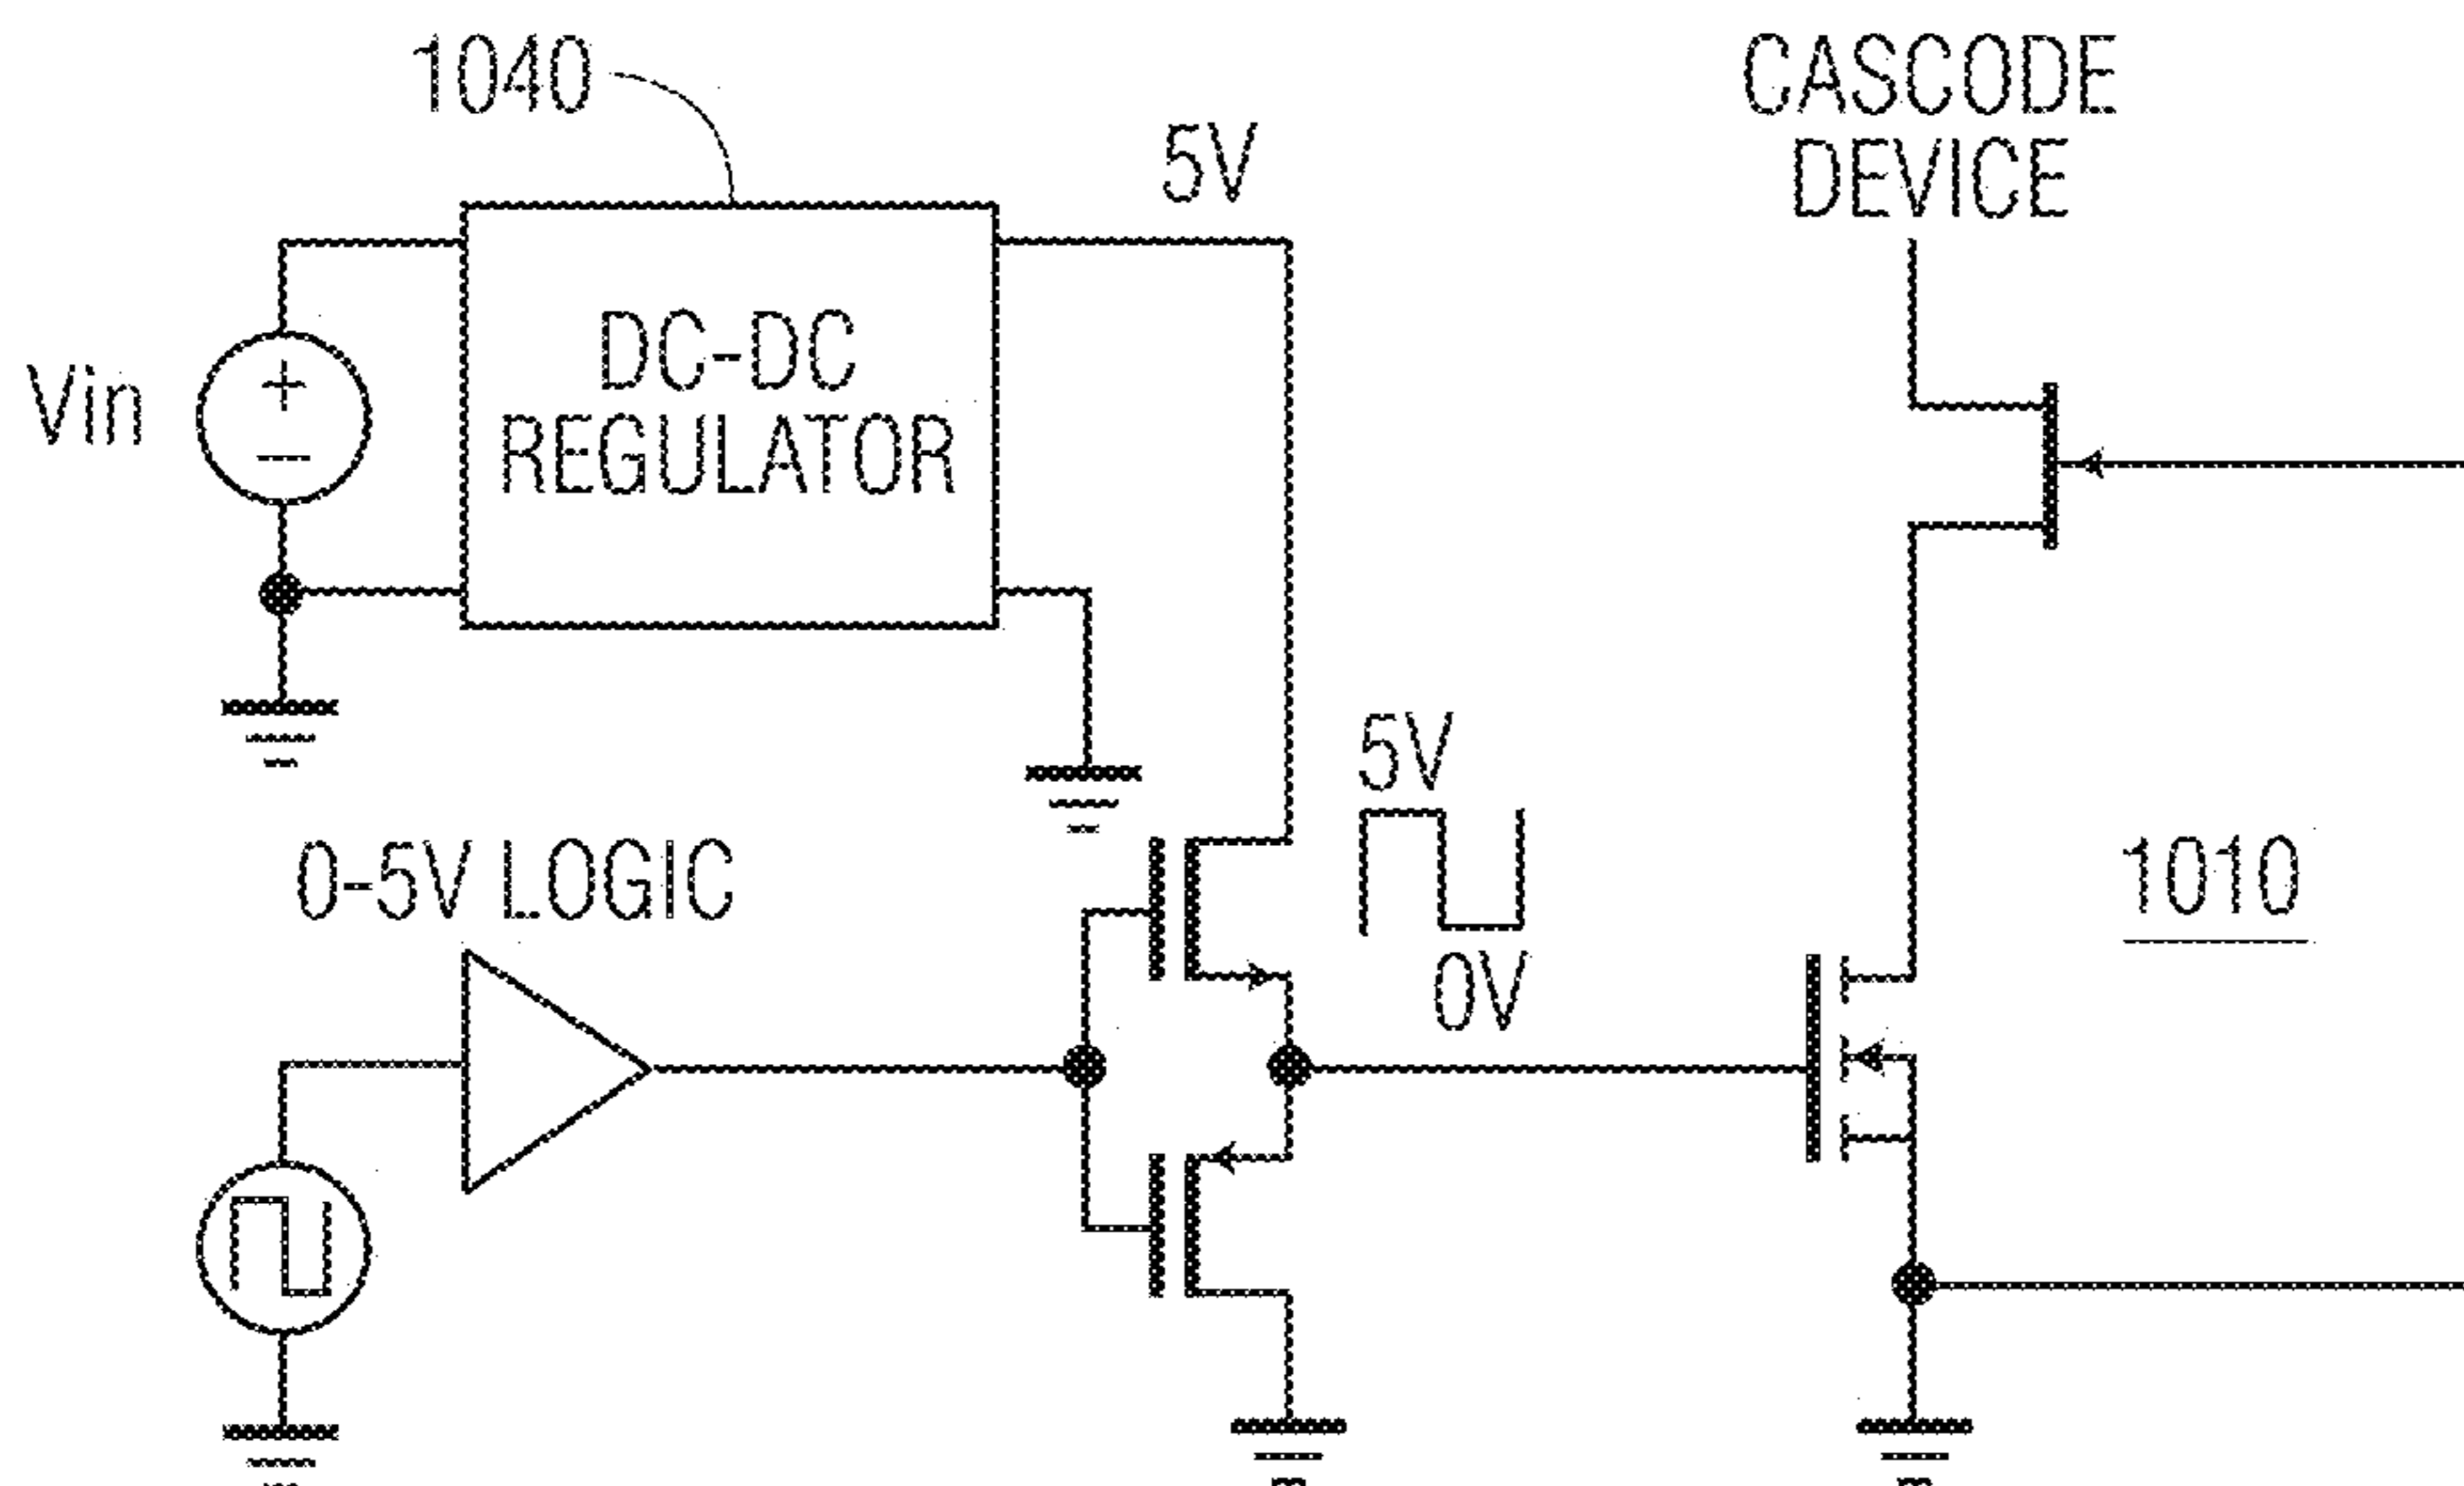 1040
CASCODE
DEVICE
5V
DC-DC
REGULATOR
Vin
+
–
5V
0V
0-5V LOGIC
1010